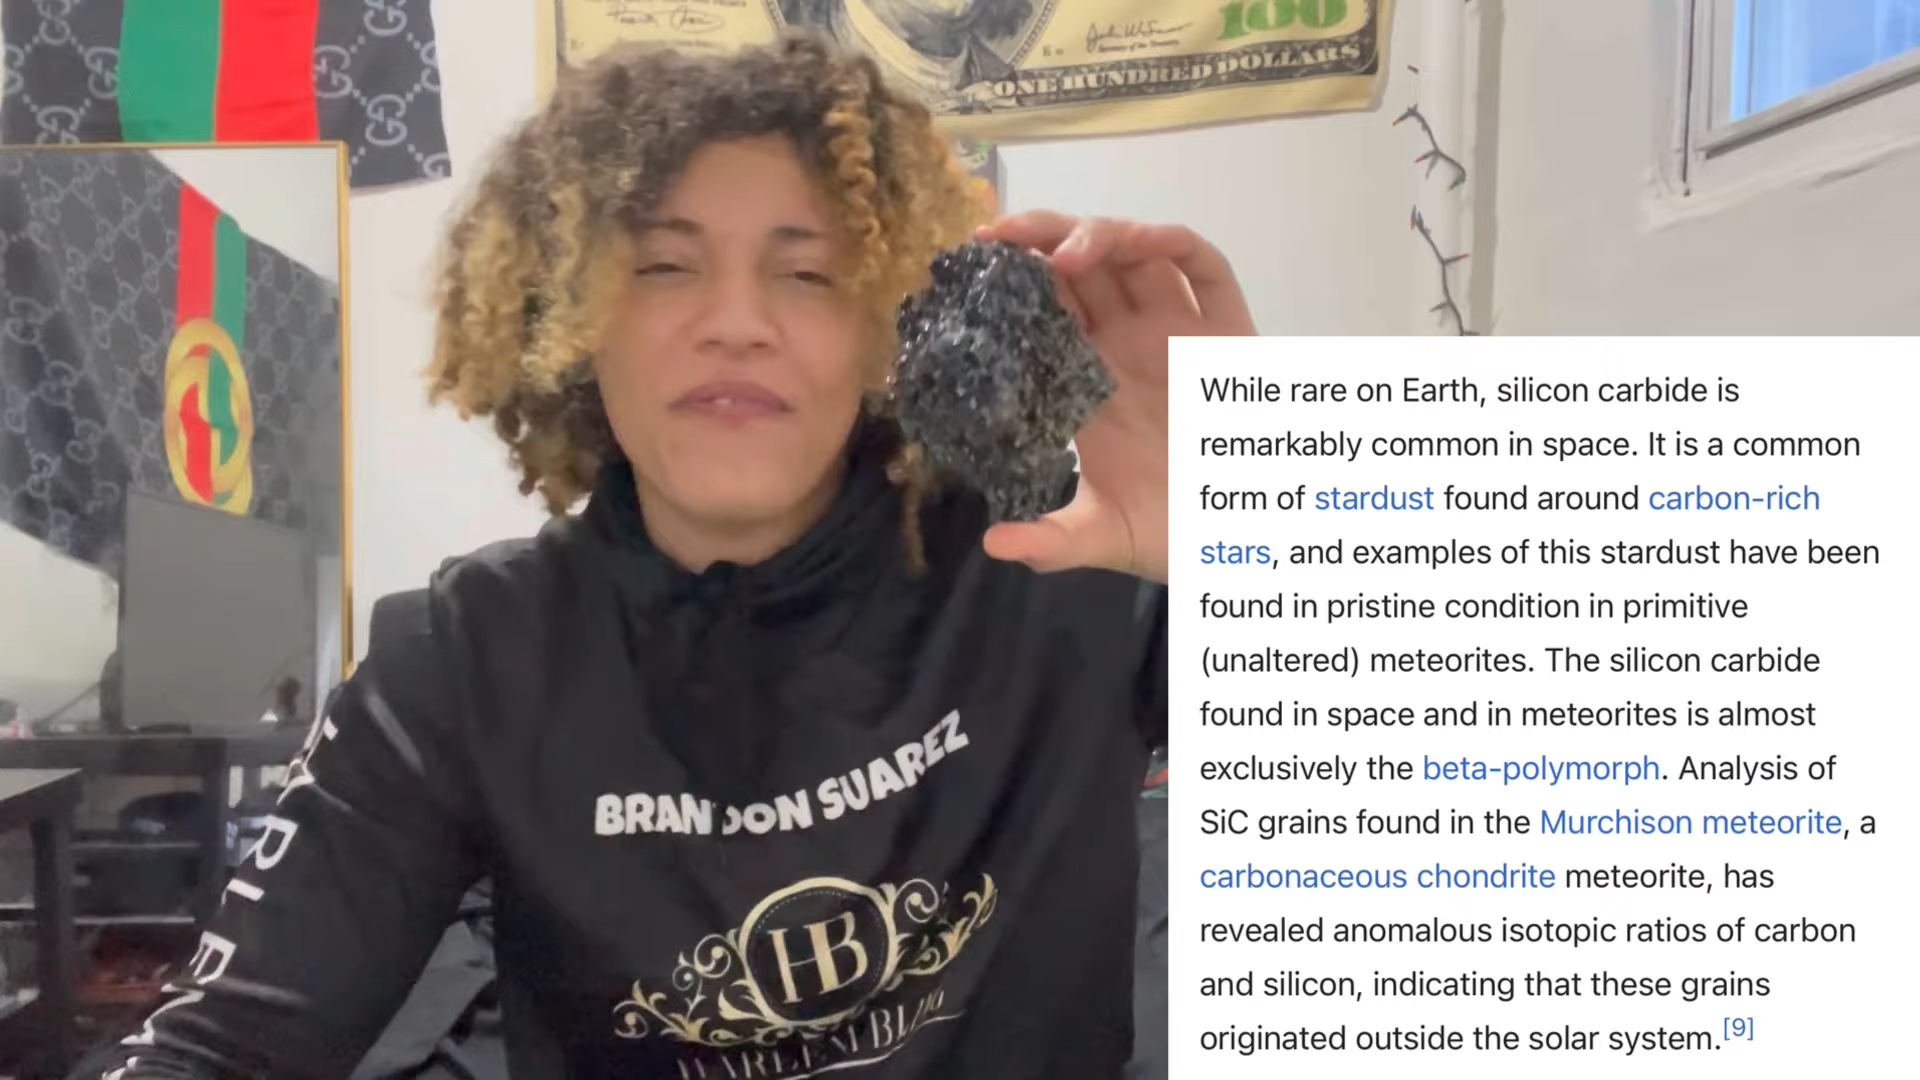 100
ONE HUNDRED DOLLARS
BRANDON SUAREZ
HB
HARLEM BLING
HARLEM
While rare on Earth, silicon carbide is
remarkably common in space. It is a common
form of stardust found around carbon-rich
stars, and examples of this stardust have been
found in pristine condition in primitive
(unaltered) meteorites. The silicon carbide
found in space and in meteorites is almost
exclusively the beta-polymorph. Analysis of
SiC grains found in the Murchison meteorite, a
carbonaceous chondrite meteorite, has
revealed anomalous isotopic ratios of carbon
and silicon, indicating that these grains
originated outside the solar system.[9]